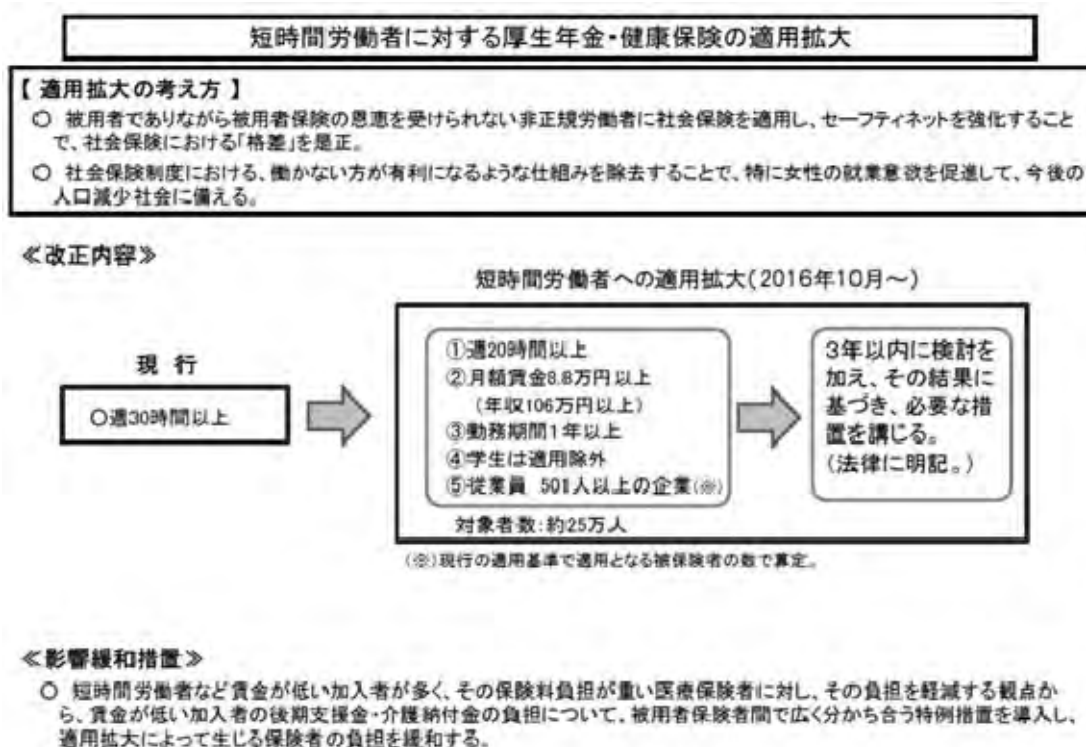 短時間労働者に対する厚生年金・健康保険の適用拡大
【 適用拡大の考え方 】
○ 被用者でありながら被用者保険の恩恵を受けられない非正規労働者に社会保険を適用し、セーフティネットを強化すること
で、社会保険における「格差」を是正。
○ 社会保険制度における、働かない方が有利になるような仕組みを除去することで、特に女性の就業意欲を促進して、今後の
人口減少社会に備える。
≪改正内容≫
短時間労働者への適用拡大(2016年10月～)
現 行
○週30時間以上
①週20時間以上
②月額賃金8.8万円以上
(年収106万円以上)
③勤務期間1年以上
④学生は適用除外
⑤従業員 501人以上の企業(※)
対象者数:約25万人
3年以内に検討を
加え、その結果に
基づき、必要な措
置を講じる。
(法律に明記。)
(※)現行の適用基準で適用となる被保険者の数で算定。
≪影響緩和措置≫
○ 短時間労働者など賃金が低い加入者が多く、その保険料負担が重い医療保険者に対し、その負担を軽減する観点か
ら、賃金が低い加入者の後期支援金・介護納付金の負担について、被用者保険者間で広く分かち合う特例措置を導入し、
適用拡大によって生じる保険者の負担を緩和する。